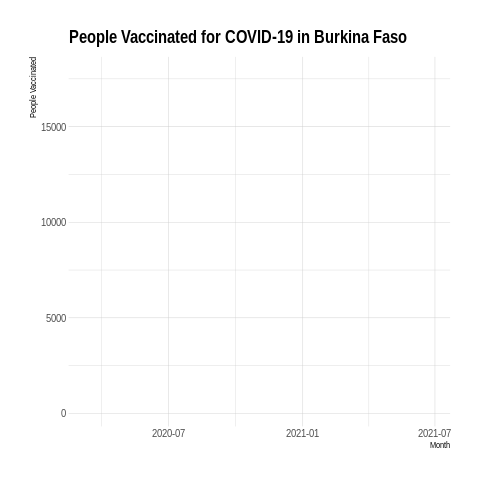 People Vaccinated for COVID-19 in Burkina Faso
People Vaccinated
15000
10000
5000
0
2020-07 2021-01 2021-07
Month